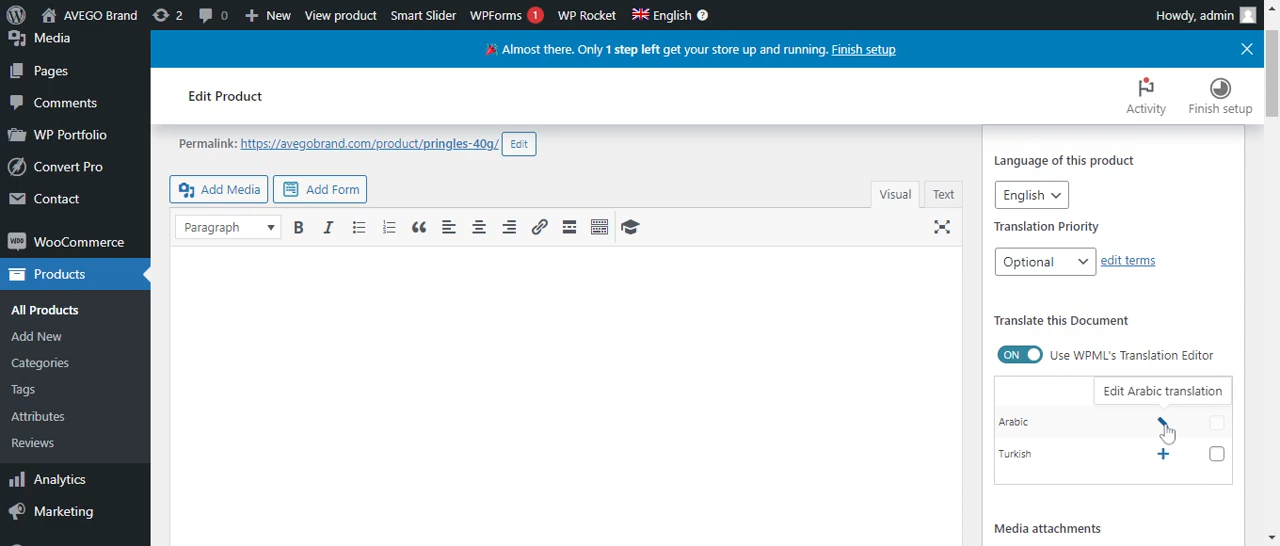 AVEGO Brand 2 0 + New View product Smart Slider WPForms 1 WP Rocket English ? Howdy, admin
Media
Pages
Comments
WP Portfolio
Convert Pro
Contact
WooCommerce
Products
All Products
Add New
Categories
Tags
Attributes
Reviews
Analytics
Marketing
Almost there. Only 1 step left get your store up and running. Finish setup
Edit Product
Activity
Finish setup
Permalink: https://avegobrand.com/product/pringles-40g/ Edit
Add Media Add Form
Visual Text
Paragraph B I
Language of this product
English
Translation Priority
Optional edit terms
Translate this Document
ON Use WPML's Translation Editor
Edit Arabic translation
Arabic
Turkish +
Media attachments